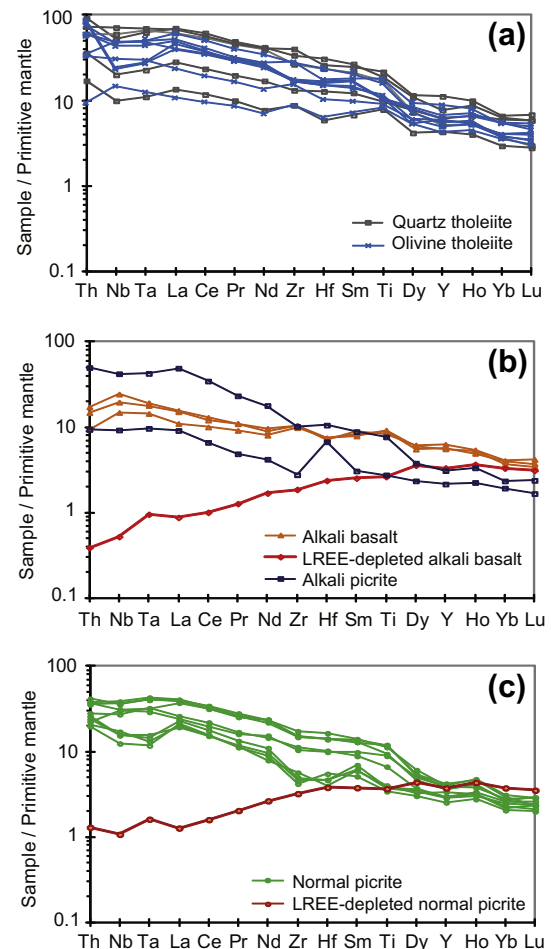 (a)
100
10
1
0.1
Sample / Primitive mantle
Quartz tholeiite
Olivine tholeiite
Th Nb Ta La Ce Pr Nd Zr Hf Sm Ti Dy Y Ho Yb Lu
(b)
100
10
1
0.1
Sample / Primitive mantle
Alkali basalt
LREE-depleted alkali basalt
Alkali picrite
Th Nb Ta La Ce Pr Nd Zr Hf Sm Ti Dy Y Ho Yb Lu
(c)
100
10
1
0.1
Sample / Primitive mantle
Normal picrite
LREE-depleted normal picrite
Th Nb Ta La Ce Pr Nd Zr Hf Sm Ti Dy Y Ho Yb Lu